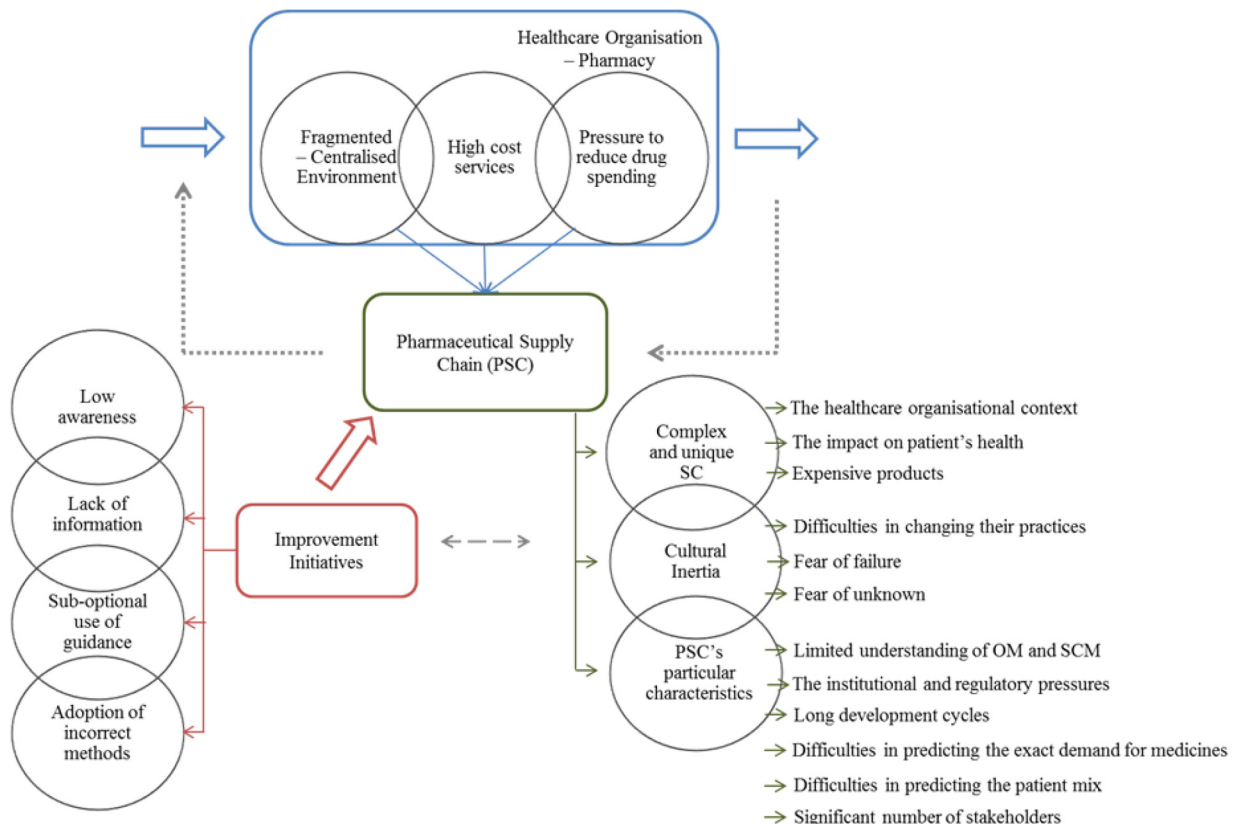 Healthcare Organisation
– Pharmacy
Fragmented
– Centralised
Environment
High cost
services
Pressure to
reduce drug
spending
Pharmaceutical Supply
Chain (PSC)
Low
awareness
Lack of
information
Sub-optional
use of
guidance
Adoption of
incorrect
methods
Improvement
Initiatives
Complex
and unique
SC
The healthcare organisational context
The impact on patient’s health
Expensive products
Cultural
Inertia
Difficulties in changing their practices
Fear of failure
Fear of unknown
PSC’s
particular
characteristics
Limited understanding of OM and SCM
The institutional and regulatory pressures
Long development cycles
Difficulties in predicting the exact demand for medicines
Difficulties in predicting the patient mix
Significant number of stakeholders